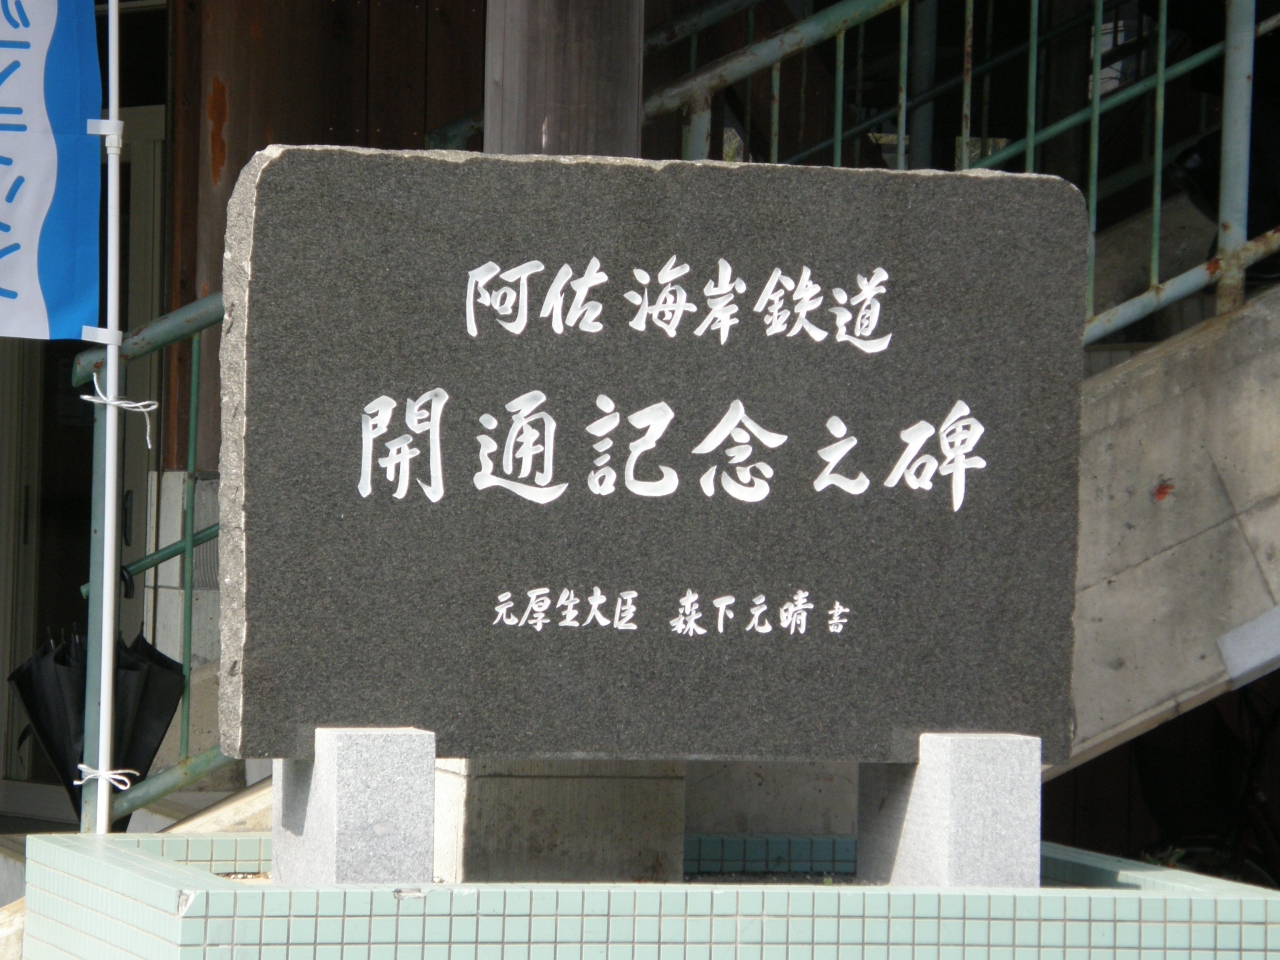 阿佐海岸鉄道
開通記念之碑
元厚生大臣 森下元晴 書